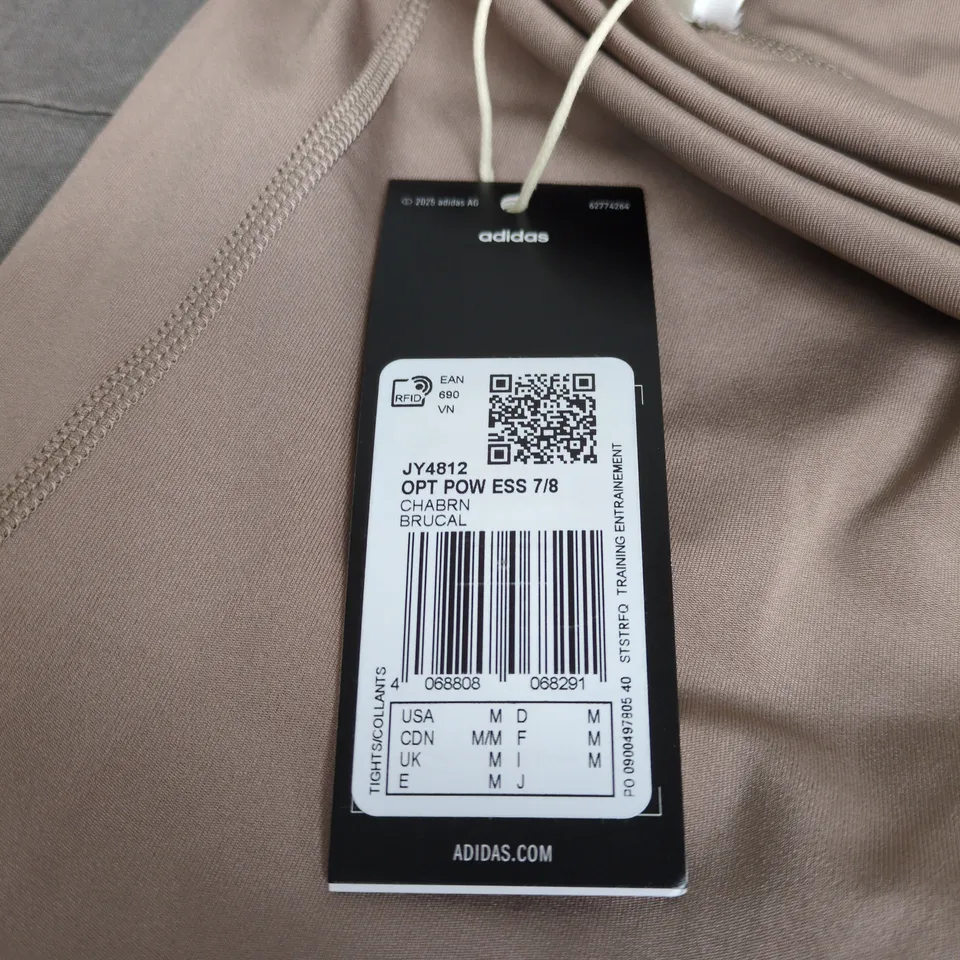 © 2025 adidas AG 62774264
adidas
RFID
EAN
690
VN
JY4812
OPT POW ESS 7/8
CHABRN
BRUCAL
4 068808 068291
USA M D M
CDN M/M F M
UK M I M
E M J
TIGHTS/COLLANTS
PO 0900497805 40 STSTRFQ TRAINING ENTRAINEMENT
ADIDAS.COM